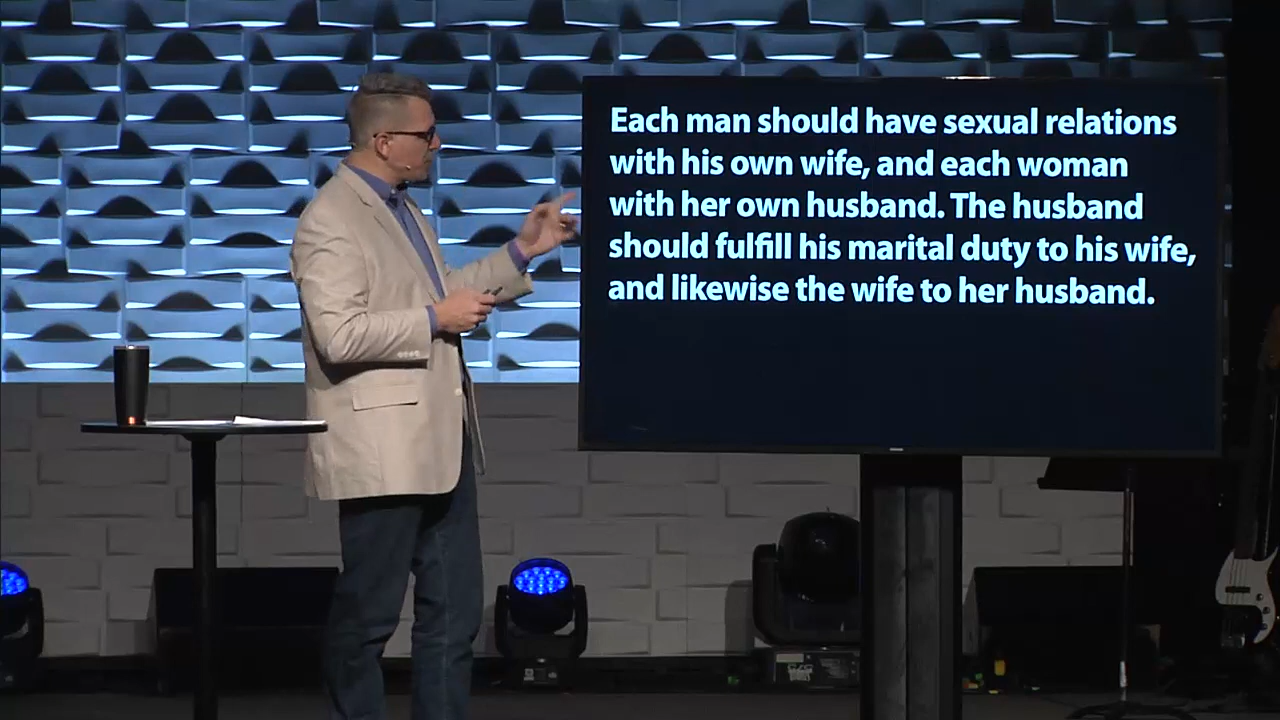 Each man should have sexual relations
with his own wife, and each woman
with her own husband. The husband
should fulfill his marital duty to his wife,
and likewise the wife to her husband.